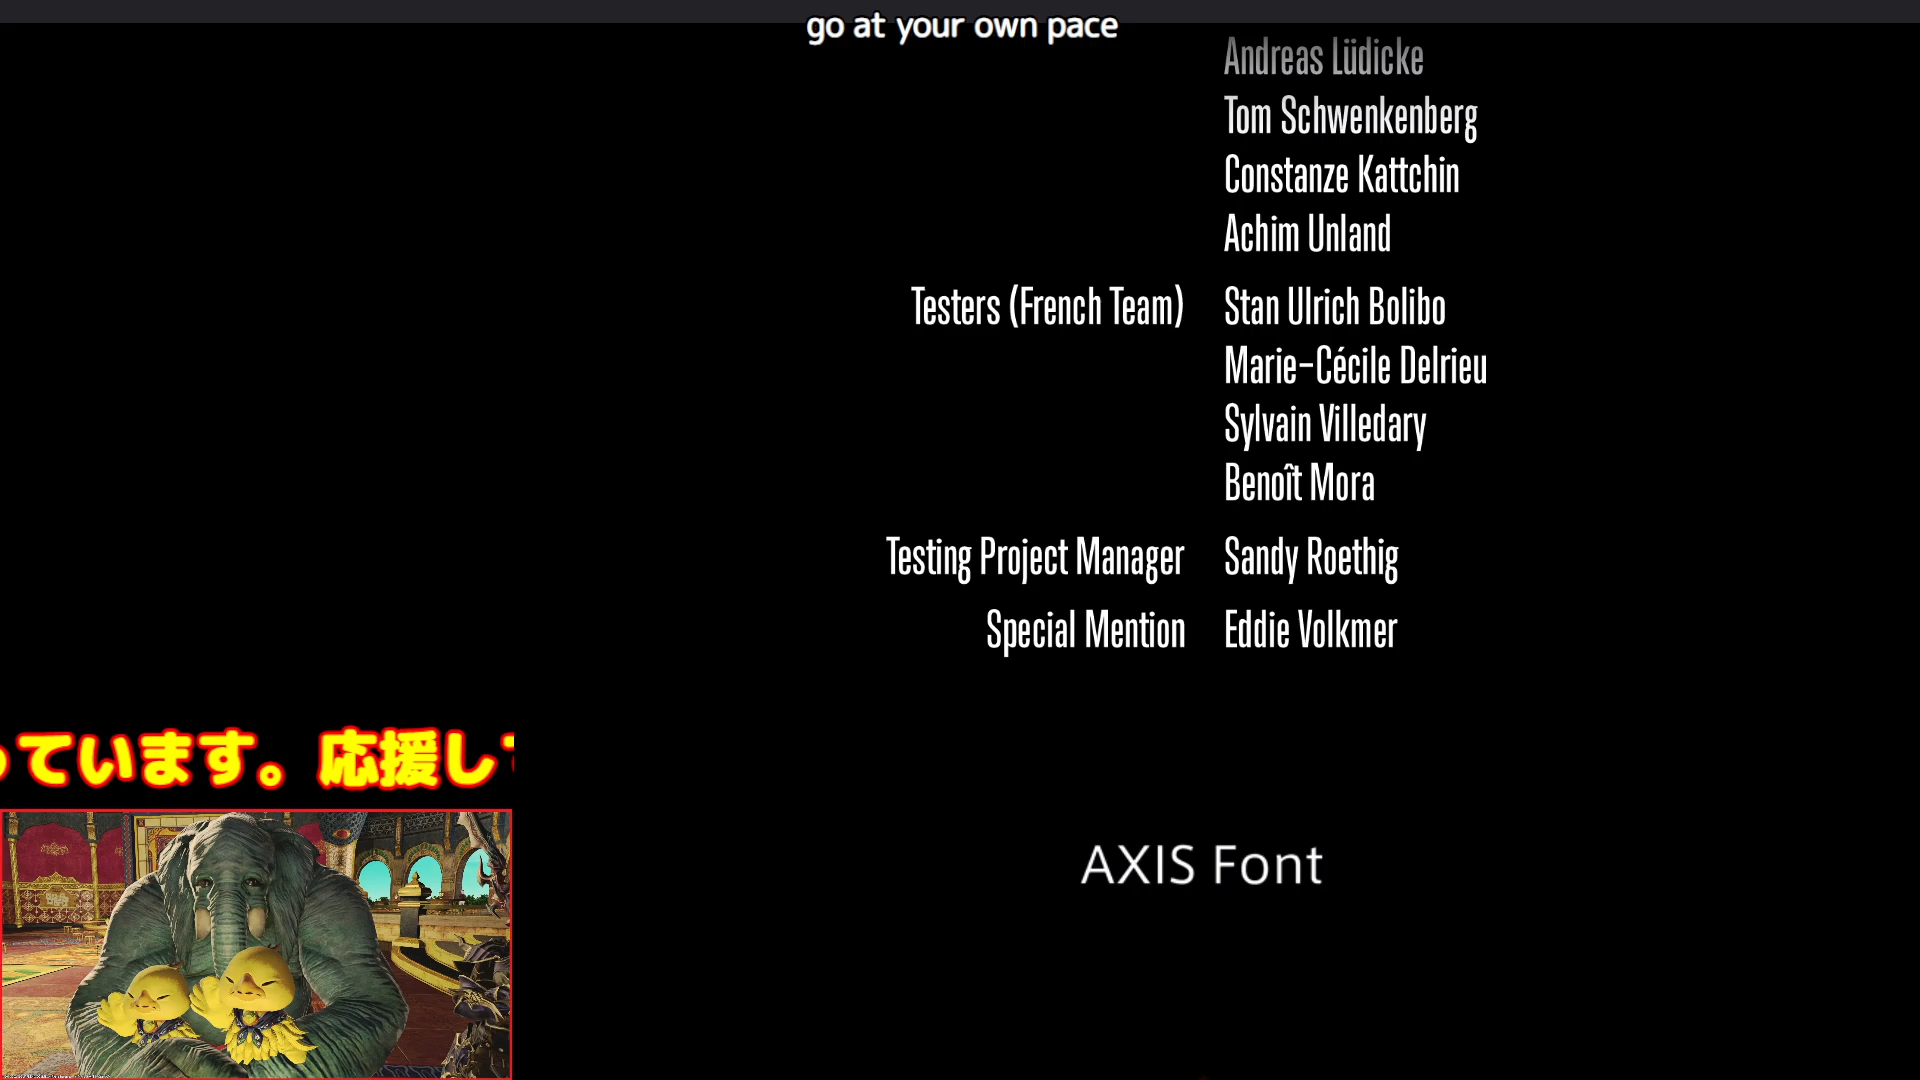 go at your own pace
Andreas Lüdicke
Tom Schwenkenberg
Constanze Kattchin
Achim Unland
Testers (French Team) Stan Ulrich Bolibo
Marie-Cécile Delrieu
Sylvain Villedary
Benoît Mora
Testing Project Manager Sandy Roethig
Special Mention Eddie Volkmer
ています。応援し
AXIS Font